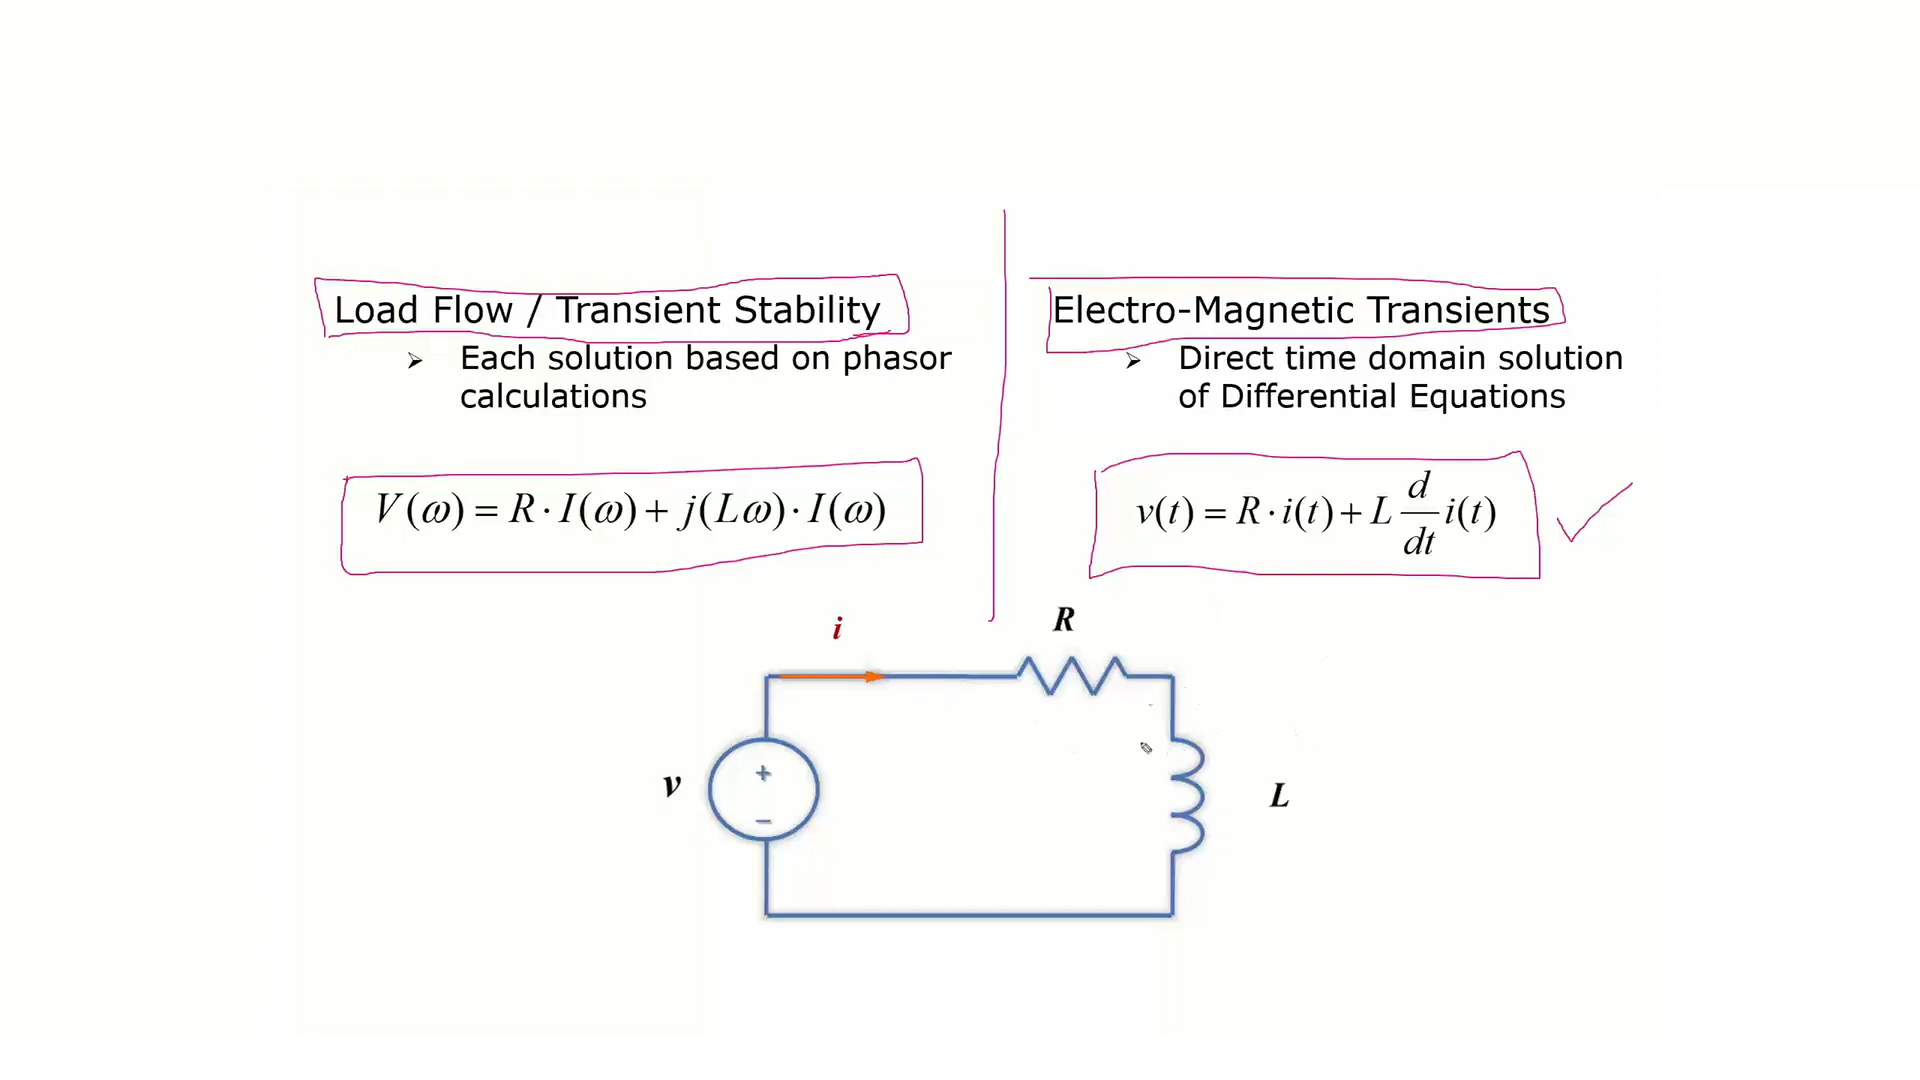 Load Flow / Transient Stability
Each solution based on phasor
calculations
V(ω) = R · I(ω) + j(Lω) · I(ω)
Electro-Magnetic Transients
Direct time domain solution
of Differential Equations
v(t) = R · i(t) + L d/dt i(t)
i
R
v
+
−
L